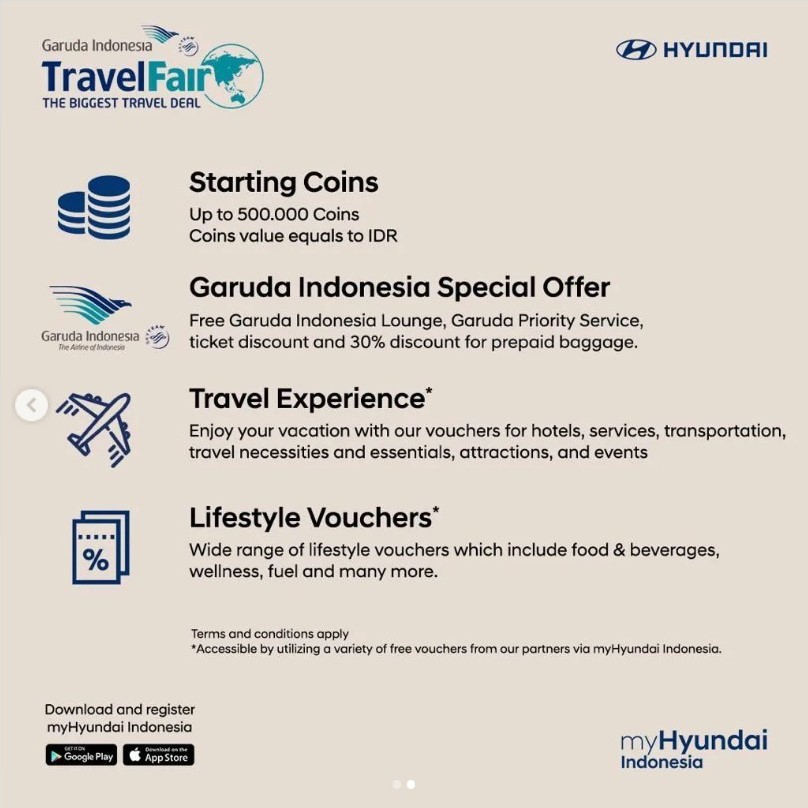 Garuda Indonesia
TravelFair
THE BIGGEST TRAVEL DEAL
HYUNDAI
Starting Coins
Up to 500.000 Coins
Coins value equals to IDR
Garuda Indonesia
The Airline of Indonesia
Garuda Indonesia Special Offer
Free Garuda Indonesia Lounge, Garuda Priority Service,
ticket discount and 30% discount for prepaid baggage.
Travel Experience*
Enjoy your vacation with our vouchers for hotels, services, transportation,
travel necessities and essentials, attractions, and events
%
Lifestyle Vouchers*
Wide range of lifestyle vouchers which include food & beverages,
wellness, fuel and many more.
Terms and conditions apply
*Accessible by utilizing a variety of free vouchers from our partners via myHyundai Indonesia.
Download and register
myHyundai Indonesia
GET IT ON
Google Play
Download on the
App Store
myHyundai
Indonesia